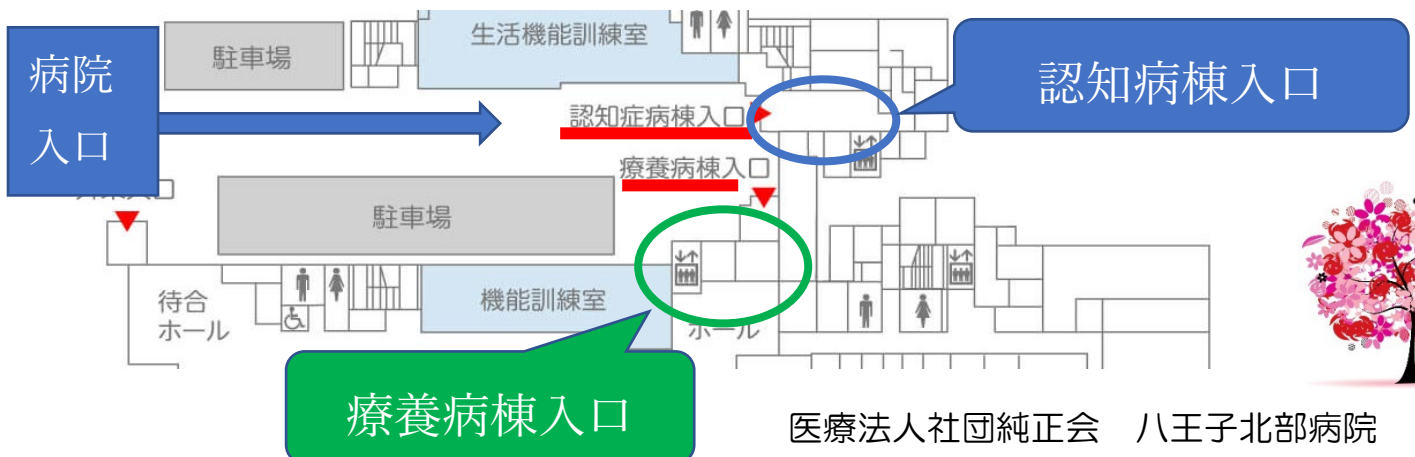 病院
入口
駐車場
生活機能訓練室
認知病棟入口
認知症病棟入口
療養病棟入口
駐車場
待合
ホール
機能訓練室
ホール
療養病棟入口
医療法人社団純正会　八王子北部病院